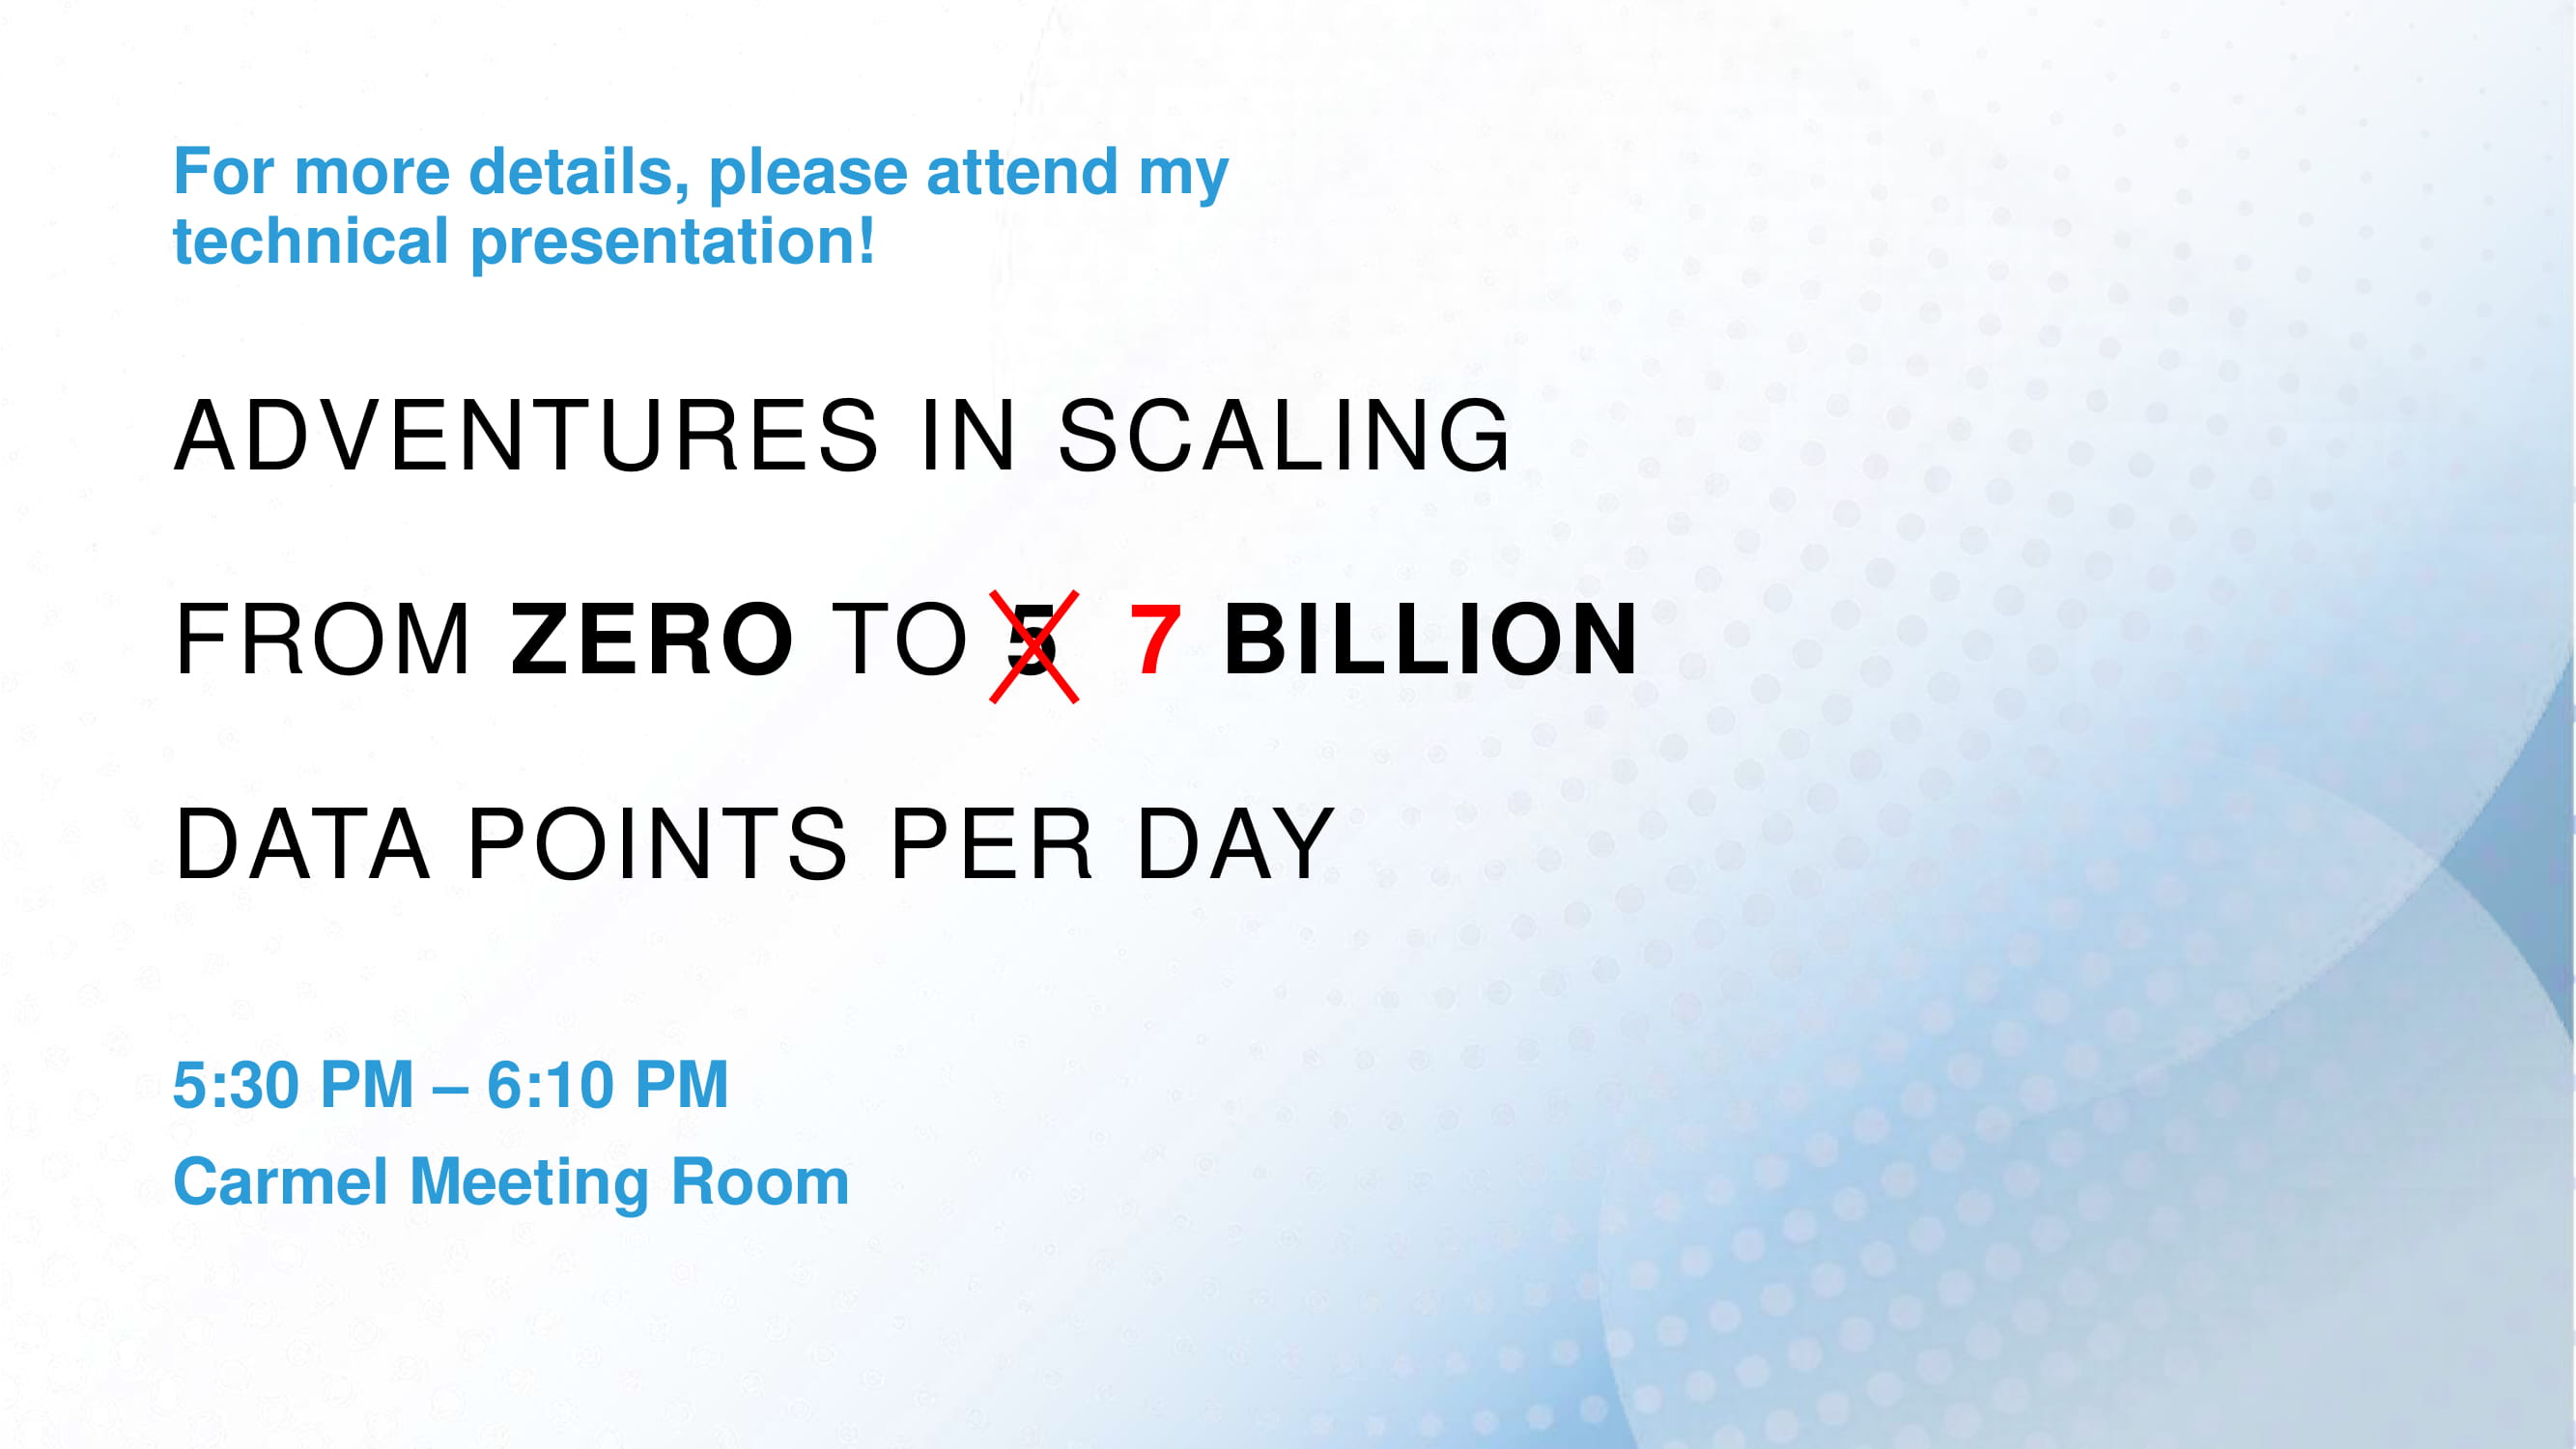 For more details, please attend my
technical presentation!
ADVENTURES IN SCALING
FROM ZERO TO 5 7 BILLION
DATA POINTS PER DAY
5:30 PM – 6:10 PM
Carmel Meeting Room